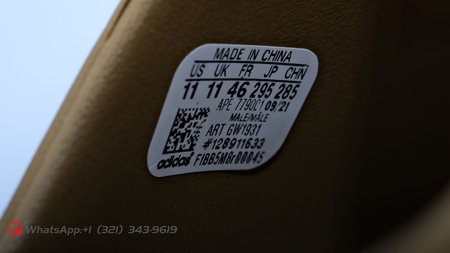 MADE IN CHINA
US UK FR JP CHN
11 11 46 295 285
APE 779001 09/21
MALE/MÂLE
ART GW1931
#128911633
adidas F1BB5M8r00045
WhatsApp:+1 (321) 343-9619